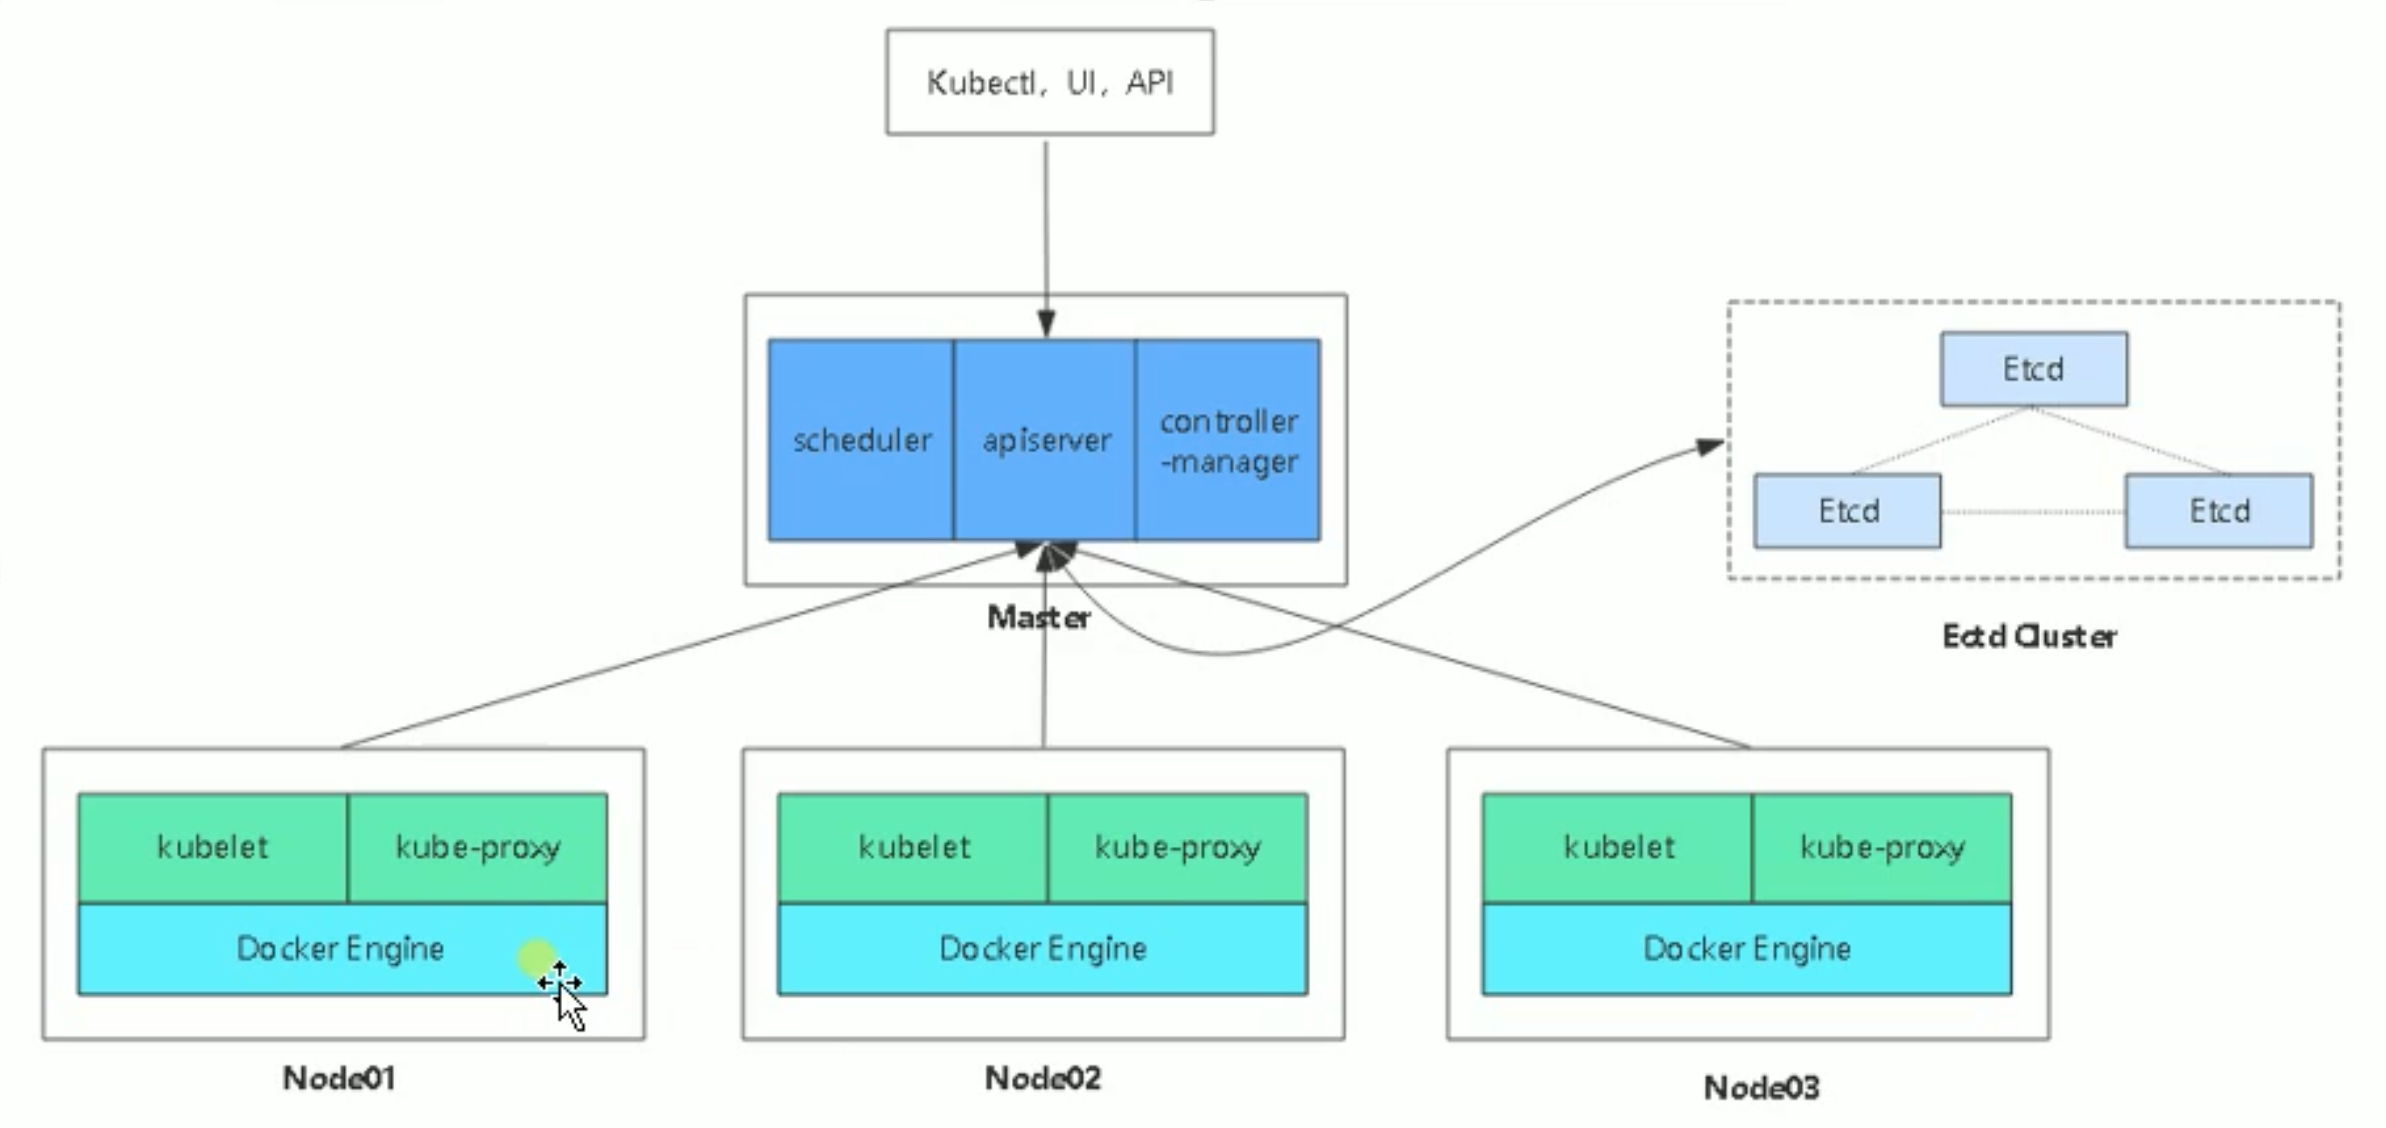 Kubectl, UI, API
scheduler
apiserver
controller
-manager
Master
Etcd
Etcd
Etcd
Ectd Cluster
kubelet
kube-proxy
Docker Engine
Node01
kubelet
kube-proxy
Docker Engine
Node02
kubelet
kube-proxy
Docker Engine
Node03